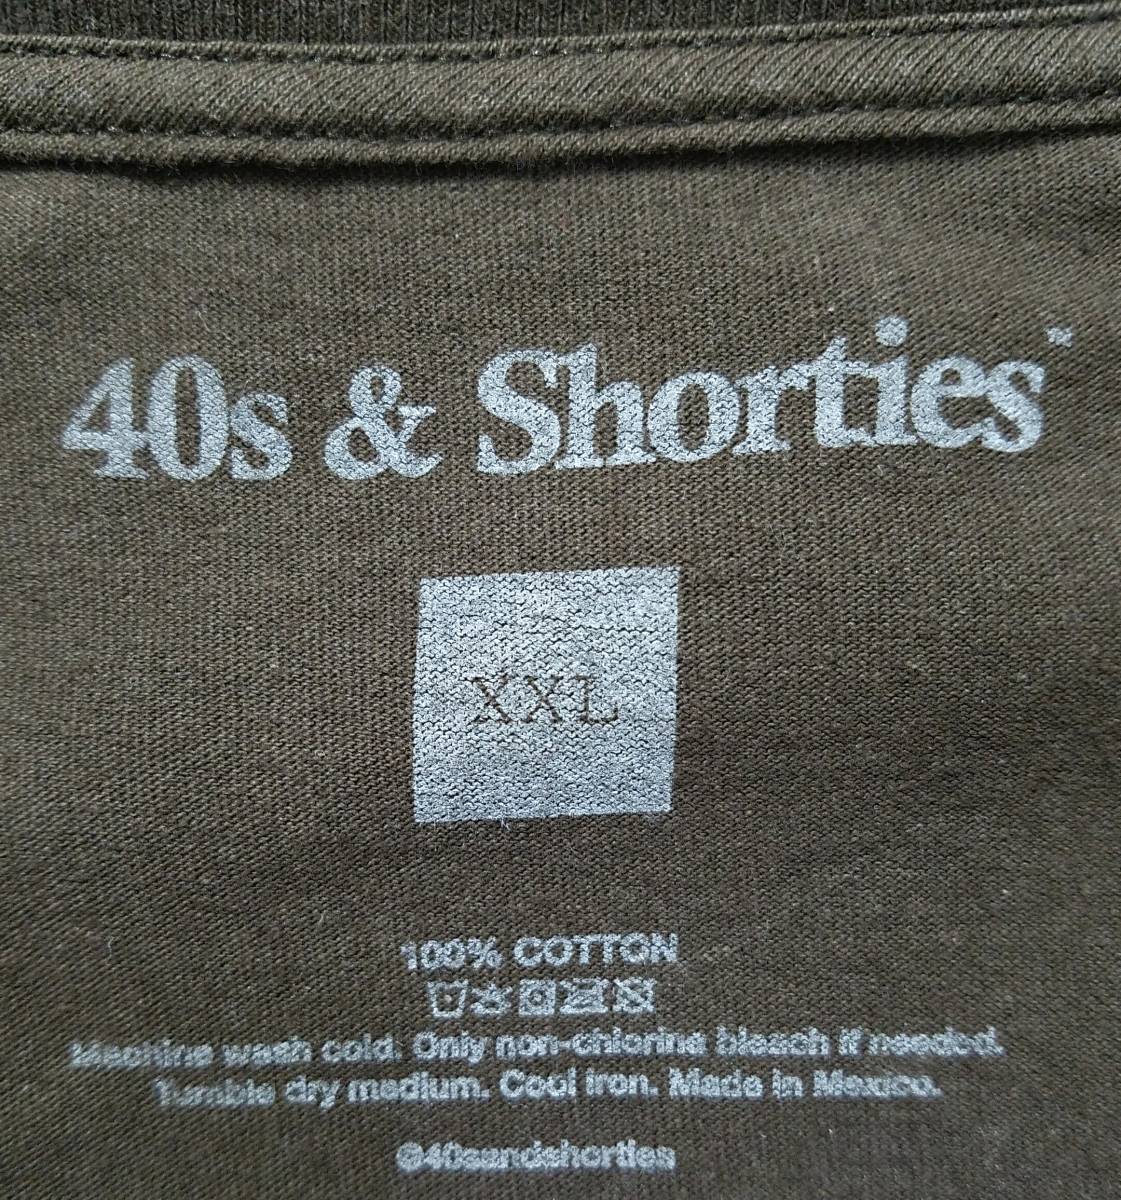 40s & Shorties
XXL
100% COTTON
Machine wash cold. Only non-chlorine bleach if needed.
Tumble dry medium. Cool iron. Made in Mexico.
@40sandshorties